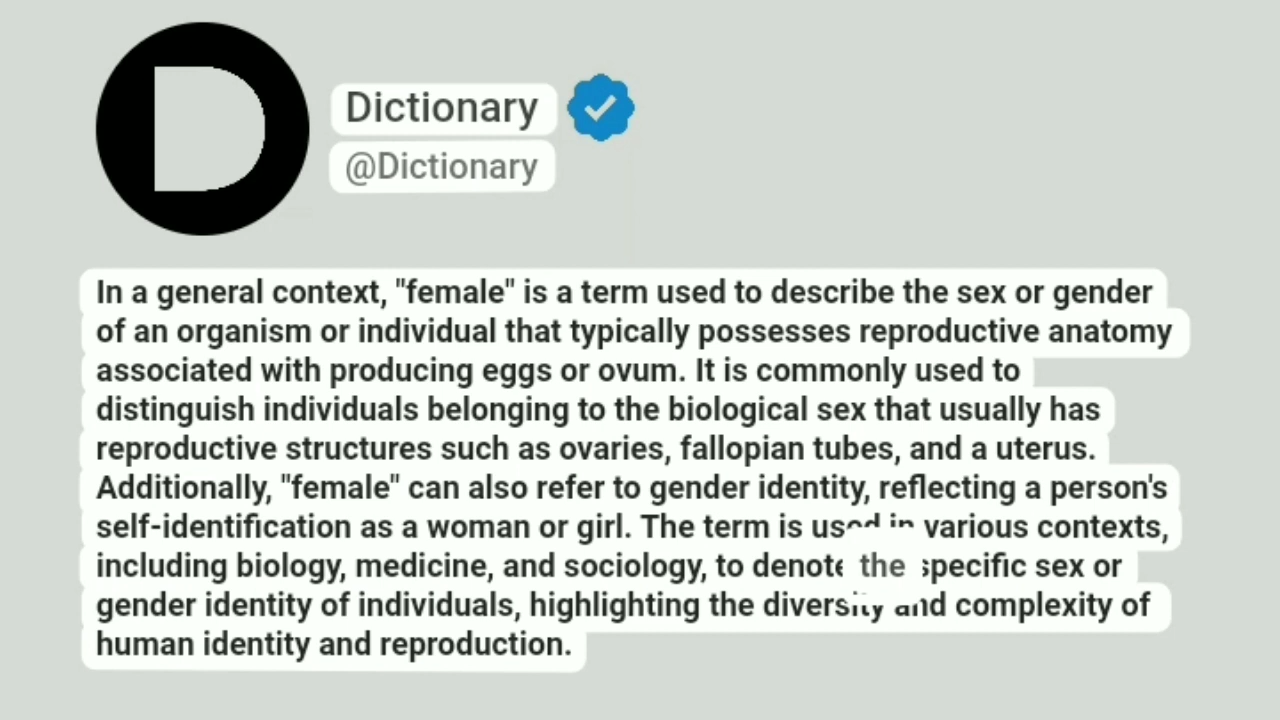 Dictionary
@Dictionary
In a general context, "female" is a term used to describe the sex or gender
of an organism or individual that typically possesses reproductive anatomy
associated with producing eggs or ovum. It is commonly used to
distinguish individuals belonging to the biological sex that usually has
reproductive structures such as ovaries, fallopian tubes, and a uterus.
Additionally, "female" can also refer to gender identity, reflecting a person's
self-identification as a woman or girl. The term is used in various contexts,
including biology, medicine, and sociology, to denote the specific sex or
gender identity of individuals, highlighting the diversity and complexity of
human identity and reproduction.